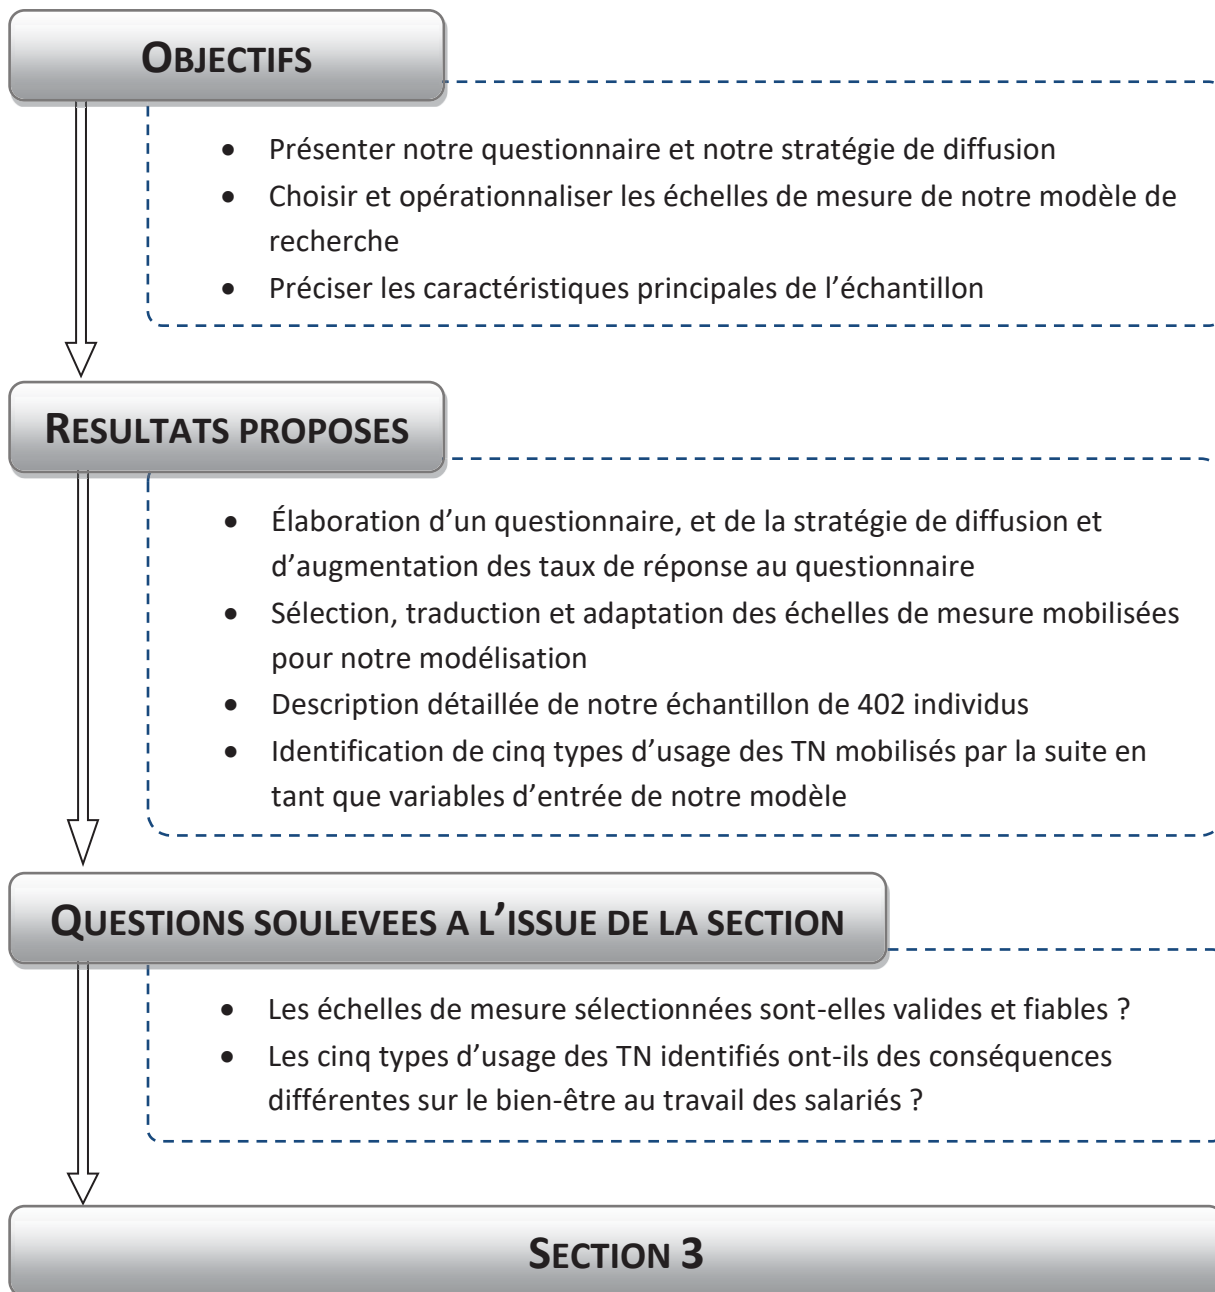 OBJECTIFS
• Présenter notre questionnaire et notre stratégie de diffusion
• Choisir et opérationnaliser les échelles de mesure de notre modèle de
recherche
• Préciser les caractéristiques principales de l’échantillon
RESULTATS PROPOSES
• Élaboration d’un questionnaire, et de la stratégie de diffusion et
d’augmentation des taux de réponse au questionnaire
• Sélection, traduction et adaptation des échelles de mesure mobilisées
pour notre modélisation
• Description détaillée de notre échantillon de 402 individus
• Identification de cinq types d’usage des TN mobilisés par la suite en
tant que variables d’entrée de notre modèle
QUESTIONS SOULEVEES A L’ISSUE DE LA SECTION
• Les échelles de mesure sélectionnées sont-elles valides et fiables ?
• Les cinq types d’usage des TN identifiés ont-ils des conséquences
différentes sur le bien-être au travail des salariés ?
SECTION 3